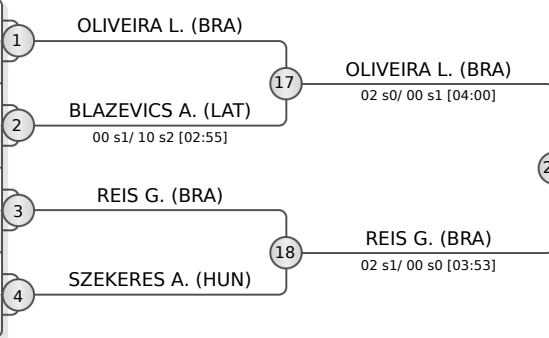 OLIVEIRA L. (BRA)
1
17
OLIVEIRA L. (BRA)
02 s0/ 00 s1 [04:00]
BLAZEVICS A. (LAT)
2
00 s1/ 10 s2 [02:55]
REIS G. (BRA)
3
18
REIS G. (BRA)
02 s1/ 00 s0 [03:53]
SZEKERES A. (HUN)
4